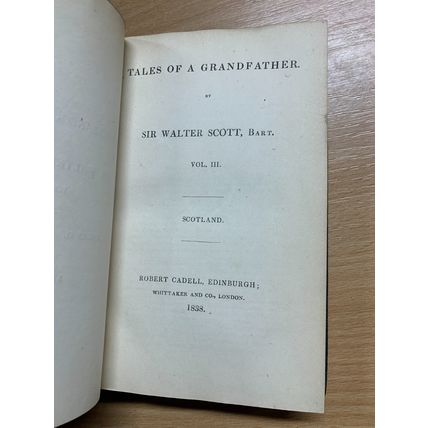 TALES OF A GRANDFATHER.
BY
SIR WALTER SCOTT, BART.
VOL. III.
SCOTLAND.
ROBERT CADELL, EDINBURGH;
WHITTAKER AND CO., LONDON.
1838.